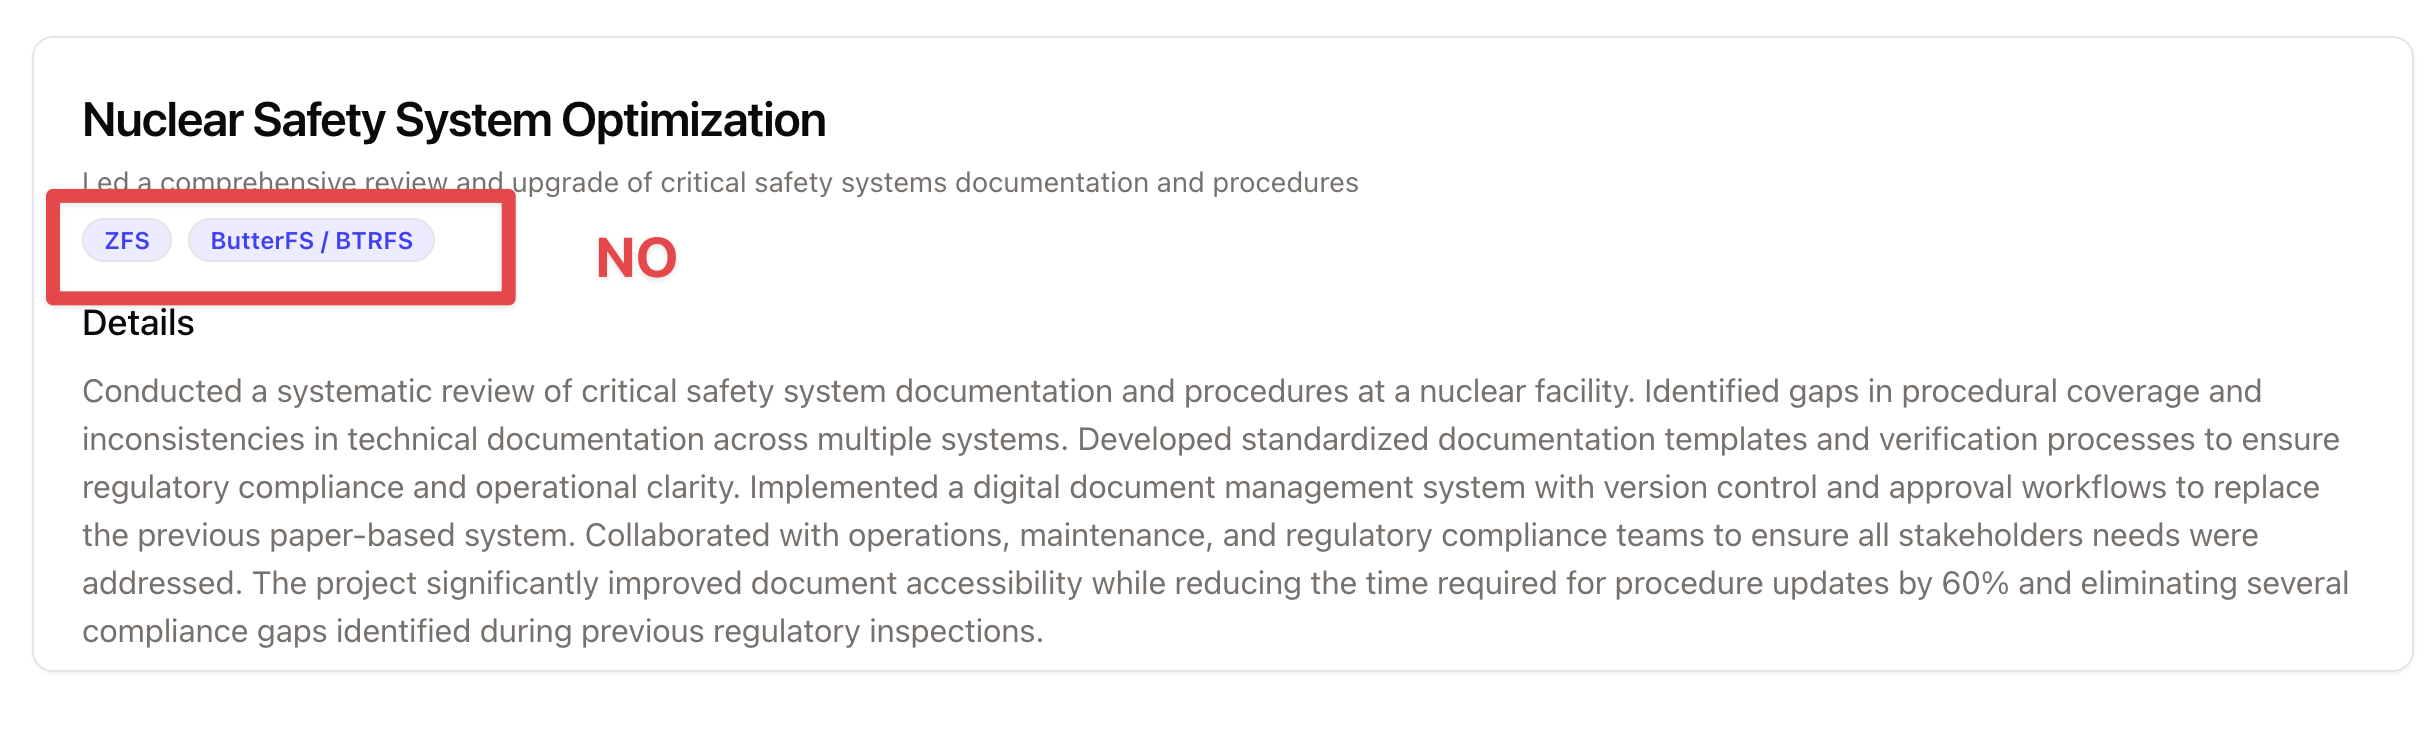 Nuclear Safety System Optimization
Led a comprehensive review and upgrade of critical safety systems documentation and procedures
ZFS ButterFS / BTRFS NO
Details
Conducted a systematic review of critical safety system documentation and procedures at a nuclear facility. Identified gaps in procedural coverage and
inconsistencies in technical documentation across multiple systems. Developed standardized documentation templates and verification processes to ensure
regulatory compliance and operational clarity. Implemented a digital document management system with version control and approval workflows to replace
the previous paper-based system. Collaborated with operations, maintenance, and regulatory compliance teams to ensure all stakeholders needs were
addressed. The project significantly improved document accessibility while reducing the time required for procedure updates by 60% and eliminating several
compliance gaps identified during previous regulatory inspections.